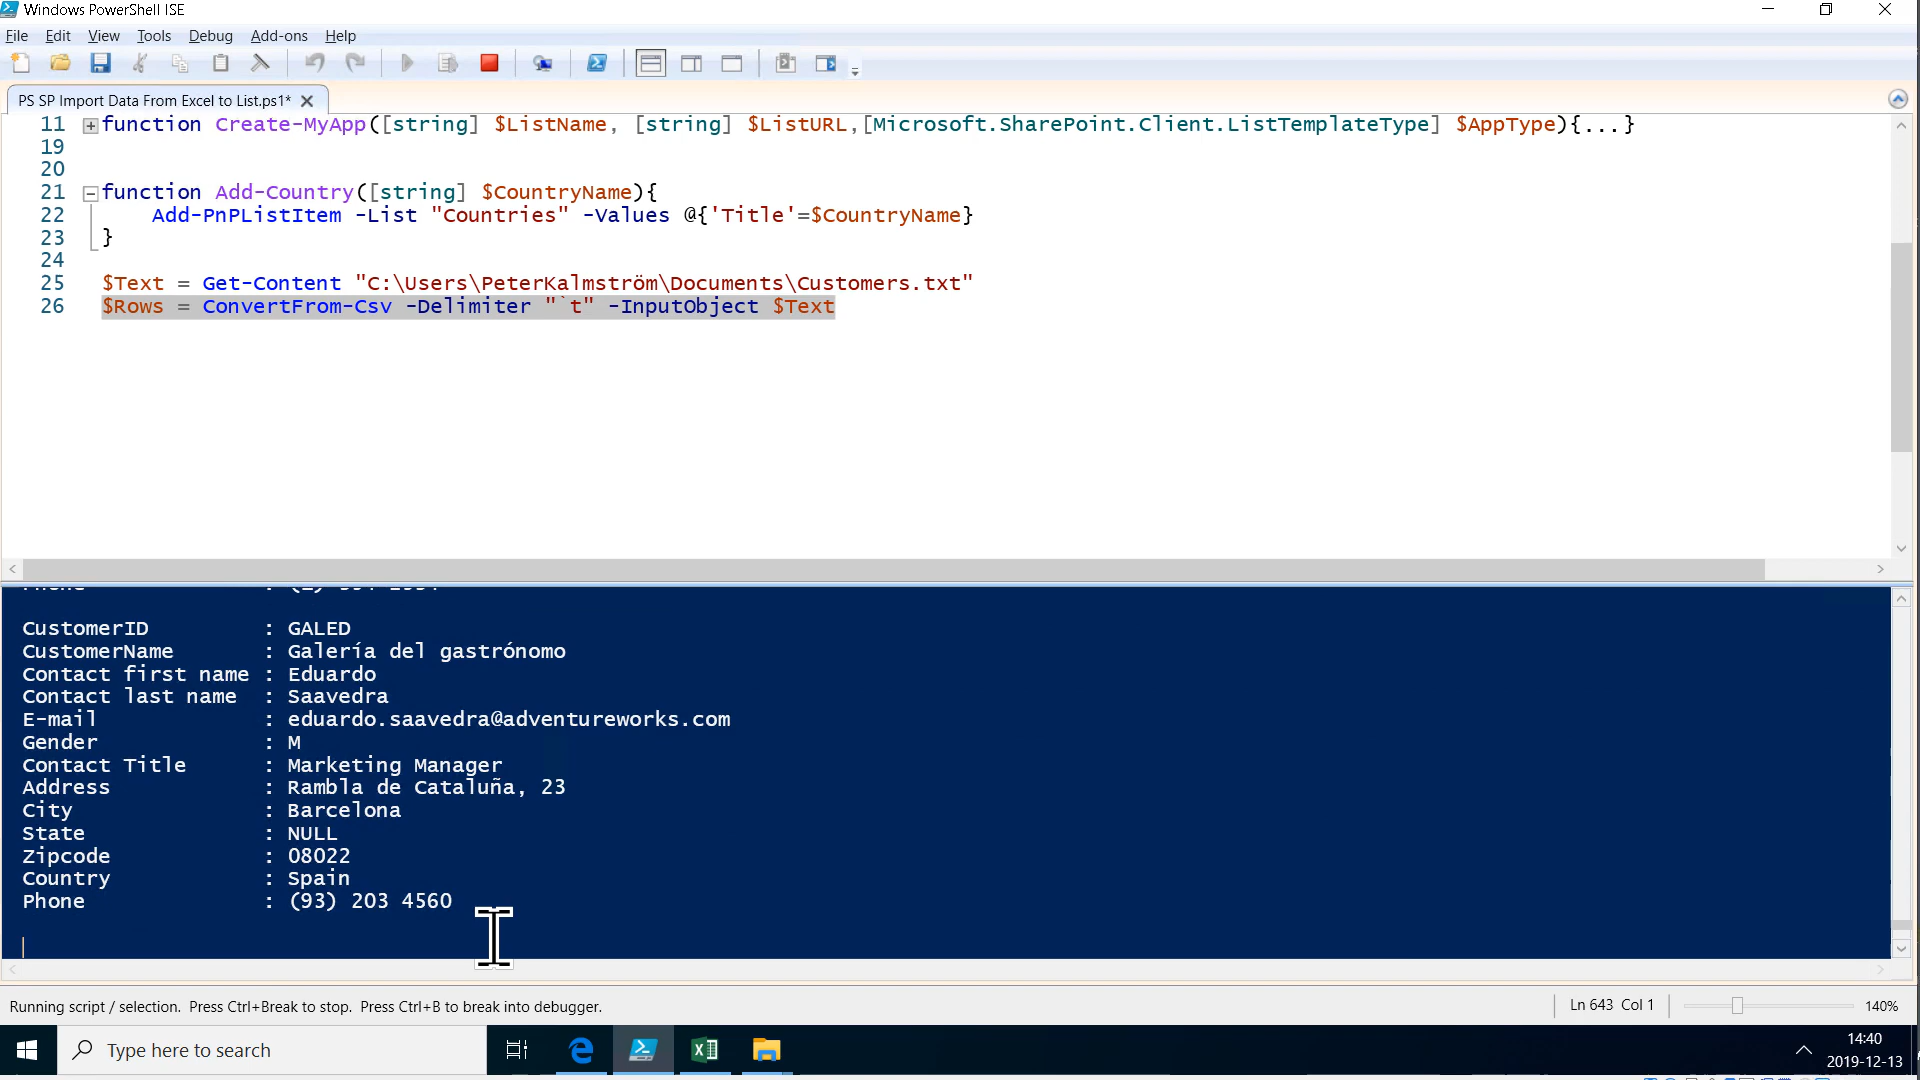 Windows PowerShell ISE
File Edit View Tools Debug Add-ons Help
PS SP Import Data From Excel to List.ps1*
11 function Create-MyApp([string] $ListName, [string] $ListURL,[Microsoft.SharePoint.Client.ListTemplateType] $AppType){...}
19
20
21 function Add-Country([string] $CountryName){
22 Add-PnPListItem -List "Countries" -Values @{'Title'=$CountryName}
23 }
24
25 $Text = Get-Content "C:\Users\PeterKalmström\Documents\Customers.txt"
26 $Rows = ConvertFrom-Csv -Delimiter "`t" -InputObject $Text
CustomerID : GALED
CustomerName : Galería del gastrónomo
Contact first name : Eduardo
Contact last name : Saavedra
E-mail : eduardo.saavedra@adventureworks.com
Gender : M
Contact Title : Marketing Manager
Address : Rambla de Cataluña, 23
City : Barcelona
State : NULL
Zipcode : 08022
Country : Spain
Phone : (93) 203 4560
Running script / selection. Press Ctrl+Break to stop. Press Ctrl+B to break into debugger.
Ln 643 Col 1
140%
Type here to search
14:40
2019-12-13